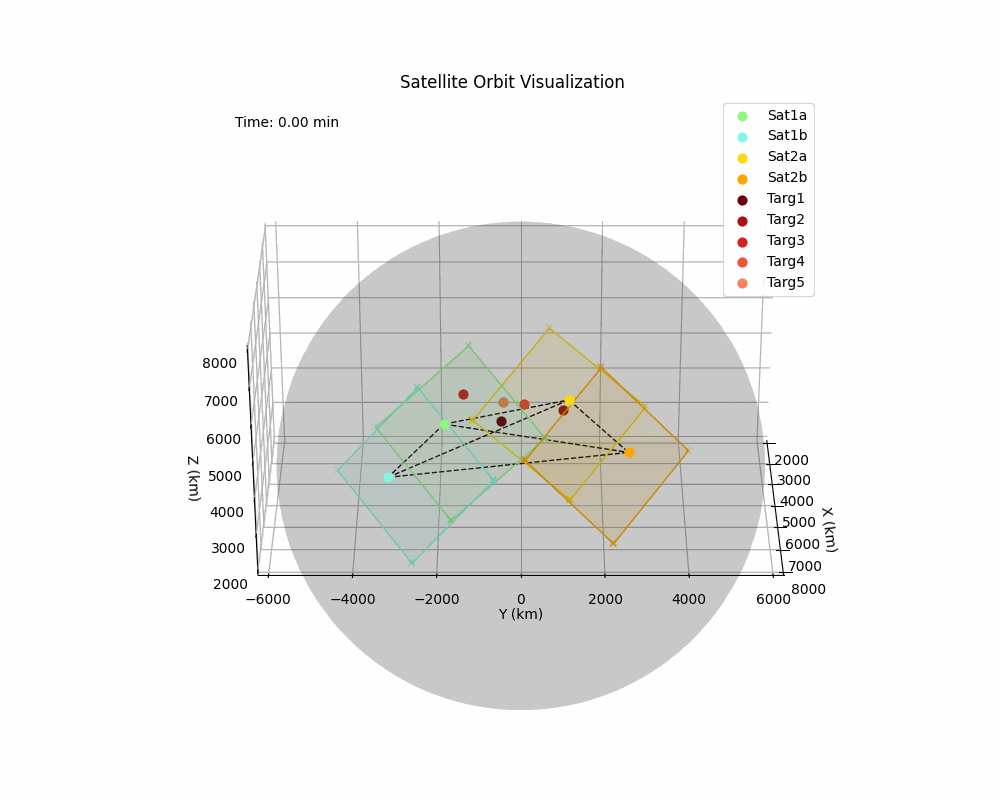 Satellite Orbit Visualization
Time: 0.00 min
Sat1a
Sat1b
Sat2a
Sat2b
Targ1
Targ2
Targ3
Targ4
Targ5
8000
7000
6000
5000
4000
3000
2000
Z (km)
−6000
−4000
−2000
0
2000
4000
6000
Y (km)
2000
3000
4000
5000
6000
7000
8000
X (km)